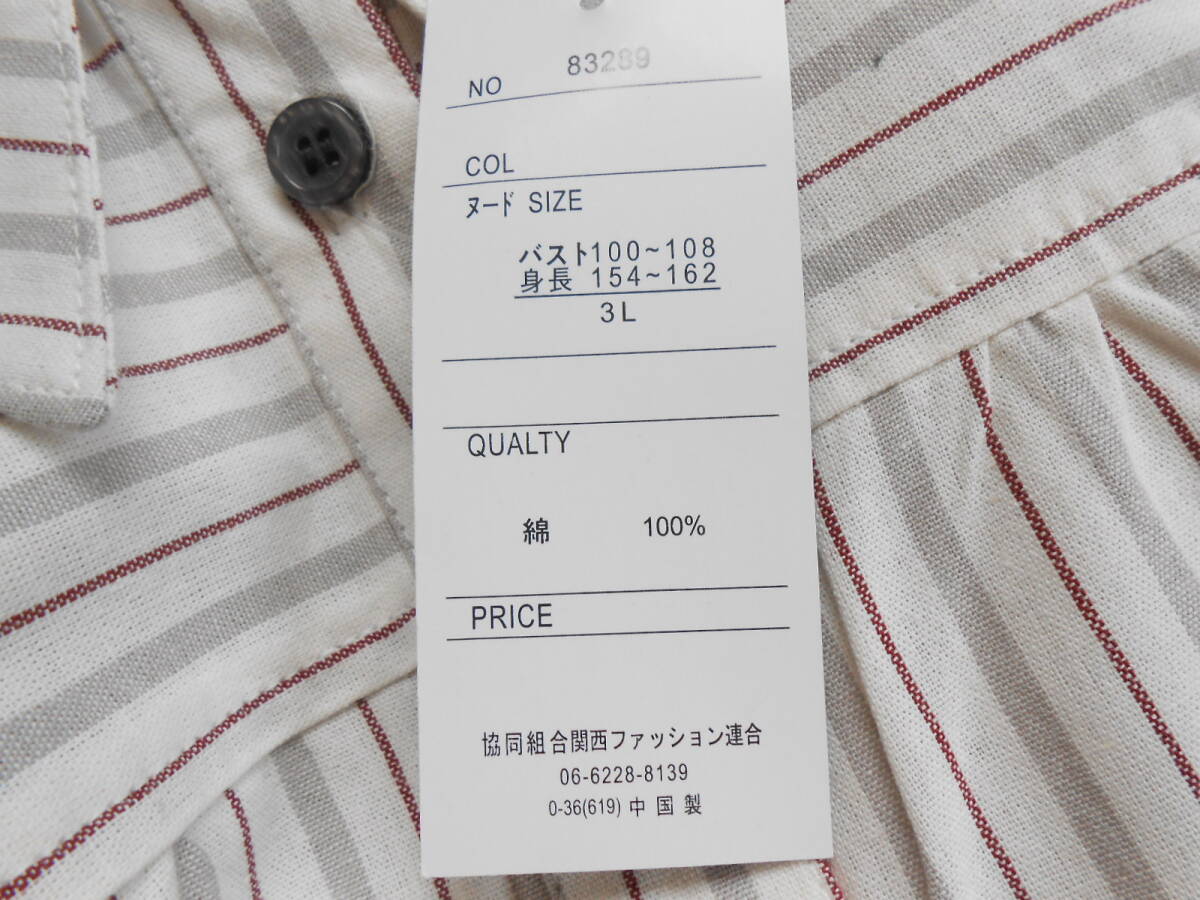 NO 83289
COL
ヌード SIZE
バスト100~108
身長 154~162
3L
QUALTY
綿 100%
PRICE
協同組合関西ファッション連合
06-6228-8139
0-36(619) 中国製